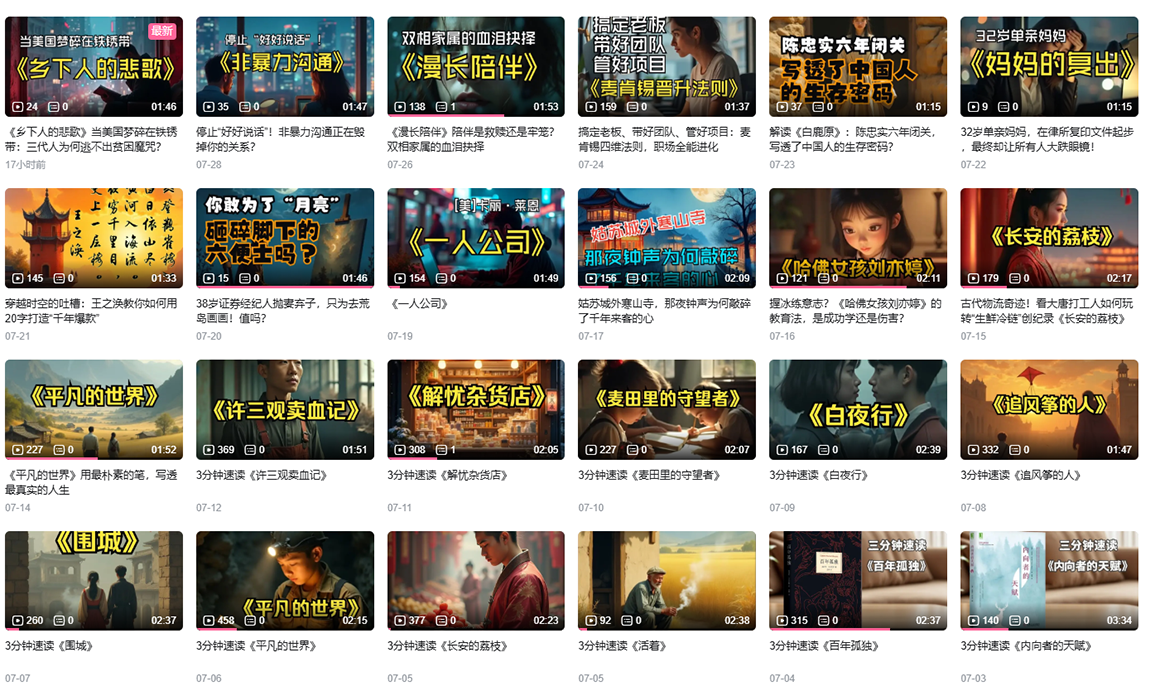 当美国梦碎在铁锈带
最新
《乡下人的悲歌》
24
0
01:46
《乡下人的悲歌》当美国梦碎在铁锈
带：三代人为何逃不出贫困魔咒?
17小时前
停止“好好说话”！
《非暴力沟通》
35
0
01:47
停止“好好说话”！非暴力沟通正在毁
掉你的关系?
07-28
双相家属的血泪抉择
《漫长陪伴》
138
1
01:53
《漫长陪伴》陪伴是救赎还是牢笼?
双相家属的血泪抉择
07-26
搞定老板
带好团队
管好项目
《麦肯锡晋升法则》
159
0
01:37
搞定老板、带好团队、管好项目：麦
肯锡四维法则，职场全能进化
07-24
陈忠实六年闭关
写透了中国人
的生存密码
37
0
01:15
解读《白鹿原》：陈忠实六年闭关，
写透了中国人的生存密码?
07-23
32岁单亲妈妈
《妈妈的复出》
9
0
01:15
32岁单亲妈妈，在律所复印文件起步
，最终却让所有人大跌眼镜！
07-22
白日依山尽
黄河入海流
欲穷千里目
更上一层楼
王之涣
145
0
01:33
穿越时空的吐槽：王之涣教你如何用
20字打造“千年爆款”
07-21
你敢为了“月亮”
砸碎脚下的
六便士吗？
15
0
01:46
38岁证券经纪人抛妻弃子，只为去荒
岛画画！值吗?
07-20
[美]卡丽·莱恩
《一人公司》
154
0
01:49
《一人公司》
07-19
姑苏城外寒山寺
那夜钟声为何敲碎
了千年来客的心
156
0
02:09
姑苏城外寒山寺，那夜钟声为何敲碎
了千年来客的心
07-17
《哈佛女孩刘亦婷》
121
0
02:11
握冰练意志？《哈佛女孩刘亦婷》的
教育法，是成功学还是伤害?
07-16
《长安的荔枝》
179
0
02:17
古代物流奇迹！看大唐打工人如何玩
转“生鲜冷链”创纪录《长安的荔枝》
07-15
《平凡的世界》
227
0
01:52
《平凡的世界》用最朴素的笔，写透
最真实的人生
07-14
《许三观卖血记》
369
0
01:51
3分钟速读《许三观卖血记》
07-12
《解忧杂货店》
308
1
02:05
3分钟速读《解忧杂货店》
07-11
《麦田里的守望者》
227
0
02:07
3分钟速读《麦田里的守望者》
07-10
《白夜行》
167
0
02:39
3分钟速读《白夜行》
07-09
《追风筝的人》
332
0
01:47
3分钟速读《追风筝的人》
07-08
《围城》
260
0
02:37
3分钟速读《围城》
07-07
《平凡的世界》
458
0
02:15
3分钟速读《平凡的世界》
07-06
377
0
02:23
3分钟速读《长安的荔枝》
07-05
92
0
02:38
3分钟速读《活着》
07-05
三分钟速读
《百年孤独》
百年孤独
315
0
02:37
3分钟速读《百年孤独》
07-04
三分钟速读
《内向者的天赋》
内向者的
天赋
140
0
03:34
3分钟速读《内向者的天赋》
07-03